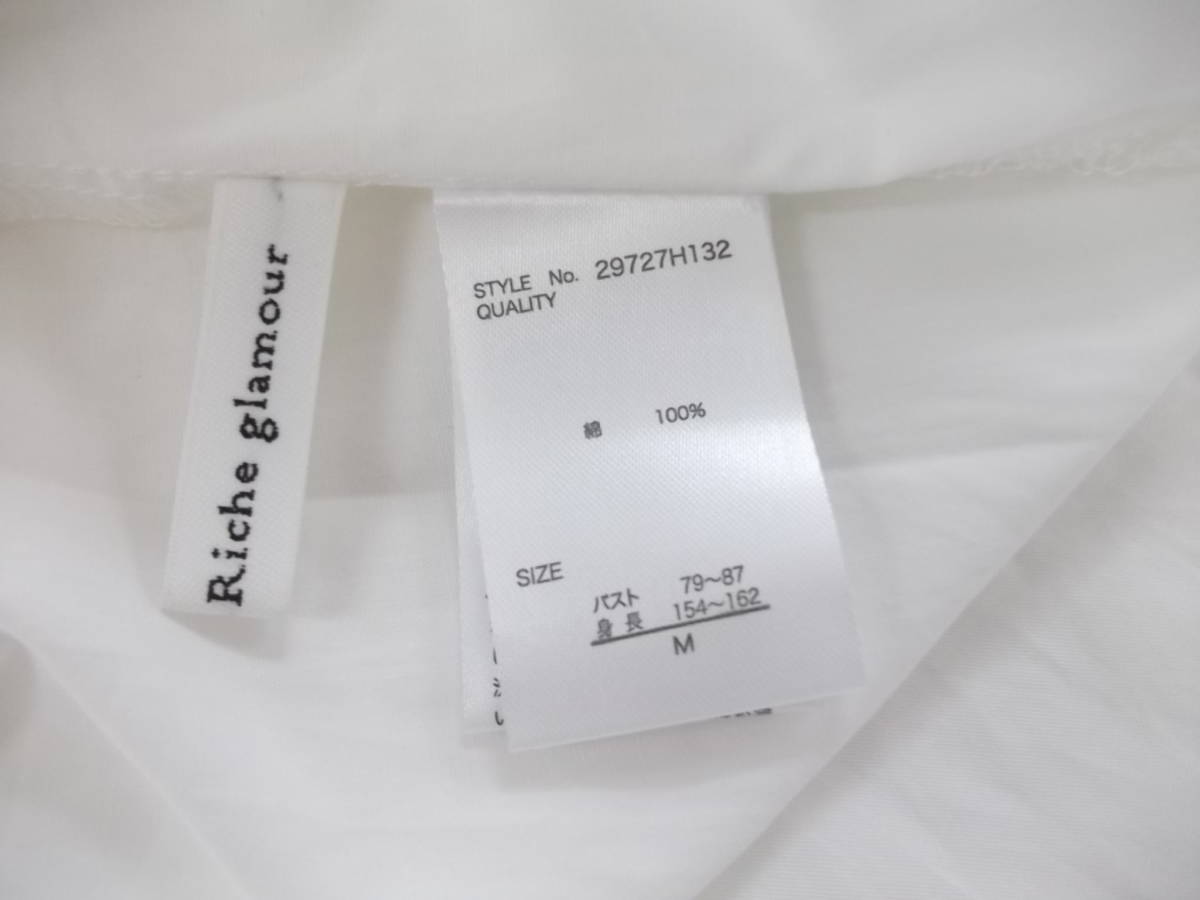 Riche glamour
STYLE No. 29727H132
QUALITY
綿 100%
SIZE
バスト 79～87
身長 154～162
M